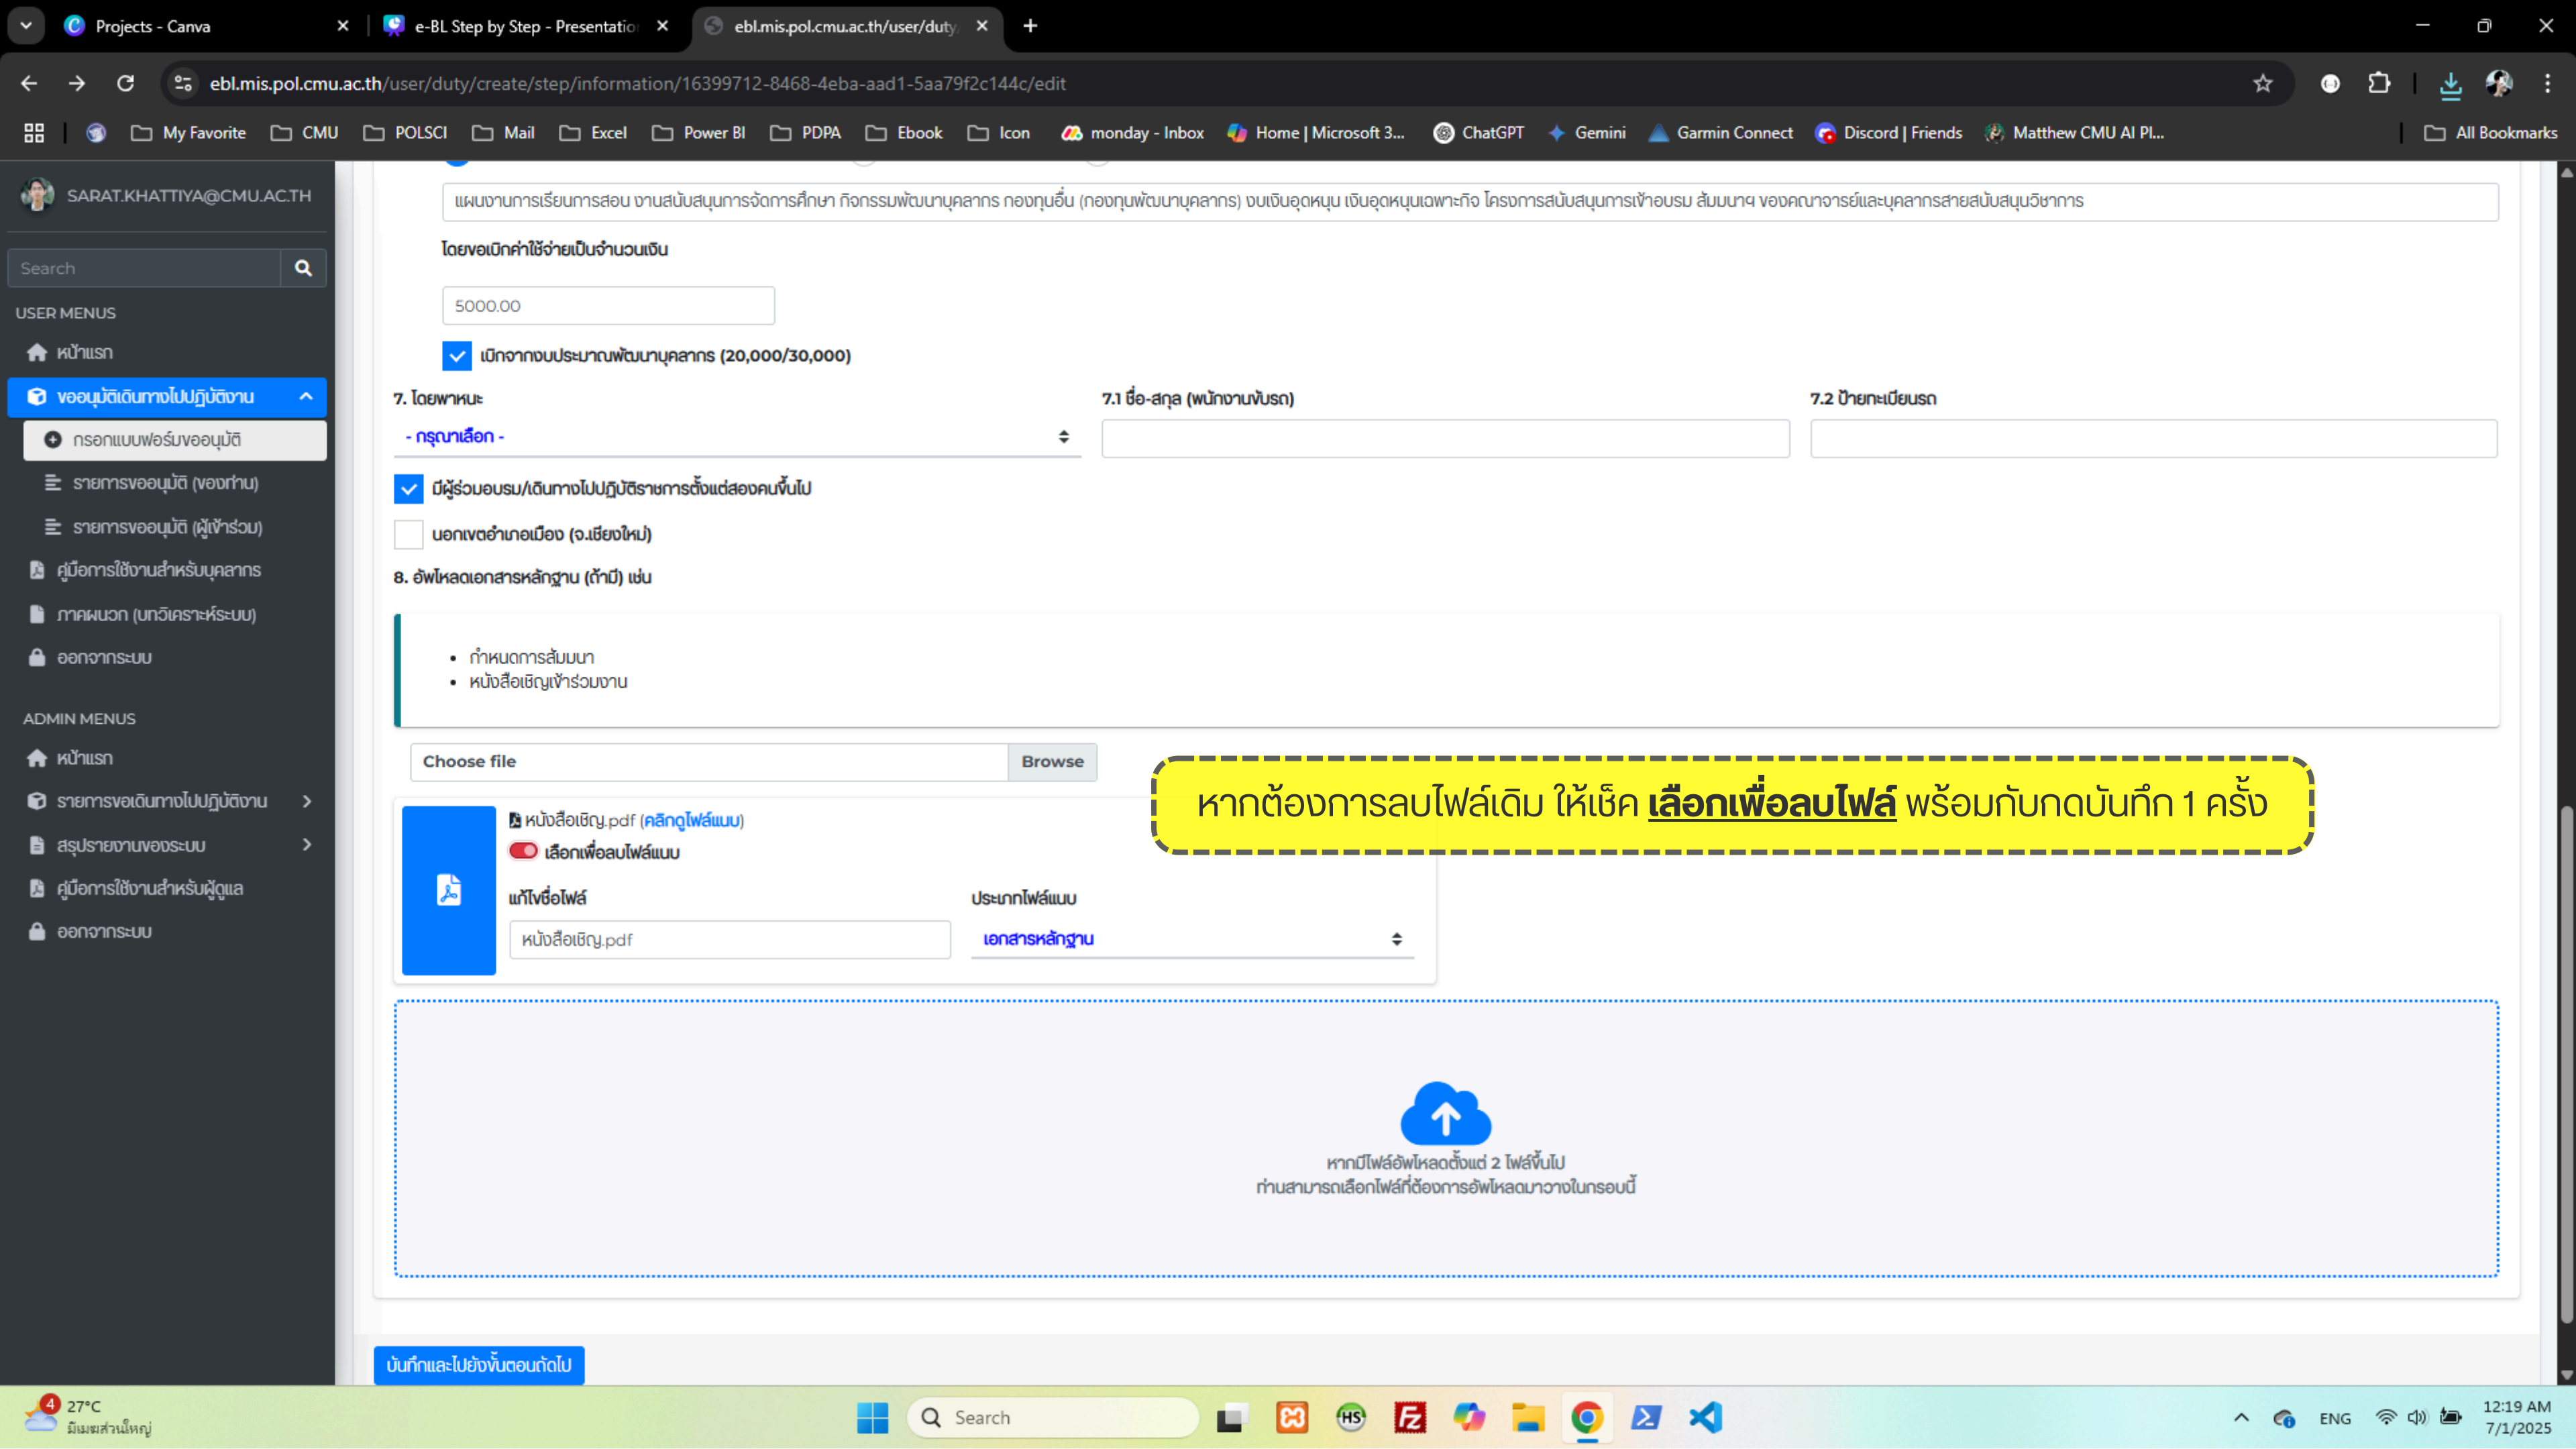 Projects - Canva
e-BL Step by Step - Presentation
ebl.mis.pol.cmu.ac.th/user/duty
ebl.mis.pol.cmu.ac.th/user/duty/create/step/information/16399712-8468-4eba-aad1-5aa79f2c144c/edit
My Favorite CMU POLSCI Mail Excel Power BI PDPA Ebook Icon monday - Inbox Home | Microsoft 3... ChatGPT Gemini Garmin Connect Discord | Friends Matthew CMU AI Pl... All Bookmarks
SARAT.KHATTIYA@CMU.AC.TH
Search
USER MENUS
หน้าแรก
ขออนุมัติเดินทางไปปฏิบัติงาน
กรอกแบบฟอร์มขออนุมัติ
รายการขออนุมัติ (ของท่าน)
รายการขออนุมัติ (ผู้เข้าร่วม)
คู่มือการใช้งานสำหรับบุคลากร
ภาคผนวก (บทวิเคราะห์ระบบ)
ออกจากระบบ
ADMIN MENUS
หน้าแรก
รายการขอเดินทางไปปฏิบัติงาน
สรุปรายงานของระบบ
คู่มือการใช้งานสำหรับผู้ดูแล
ออกจากระบบ
แผนงานการเรียนการสอน งานสนับสนุนการจัดการศึกษา กิจกรรมพัฒนาบุคลากร กองทุนอื่น (กองทุนพัฒนาบุคลากร) งบเงินอุดหนุน เงินอุดหนุนเฉพาะกิจ โครงการสนับสนุนการเข้าอบรม สัมมนาฯ ของคณาจารย์และบุคลากรสายสนับสนุนวิชาการ
โดยขอเบิกค่าใช้จ่ายเป็นจำนวนเงิน
5000.00
เบิกจากงบประมาณพัฒนาบุคลากร (20,000/30,000)
7. โดยพาหนะ
7.1 ชื่อ-สกุล (พนักงานขับรถ)
7.2 ป้ายทะเบียนรถ
- กรุณาเลือก -
มีผู้ร่วมอบรม/เดินทางไปปฏิบัติราชการตั้งแต่สองคนขึ้นไป
นอกเขตอำเภอเมือง (จ.เชียงใหม่)
8. อัพโหลดเอกสารหลักฐาน (ถ้ามี) เช่น
กำหนดการสัมมนา
หนังสือเชิญเข้าร่วมงาน
Choose file
Browse
หากต้องการลบไฟล์เดิม ให้เช็ค เลือกเพื่อลบไฟล์ พร้อมกับกดบันทึก 1 ครั้ง
หนังสือเชิญ.pdf (คลิกดูไฟล์แนบ)
เลือกเพื่อลบไฟล์แนบ
แก้ไขชื่อไฟล์
ประเภทไฟล์แนบ
หนังสือเชิญ.pdf
เอกสารหลักฐาน
หากมีไฟล์อัพโหลดตั้งแต่ 2 ไฟล์ขึ้นไป
ท่านสามารถเลือกไฟล์ที่ต้องการอัพโหลดมาวางในกรอบนี้
บันทึกและไปยังขั้นตอนถัดไป
4
27°C
มีเมฆส่วนใหญ่
Search
HS
ENG
12:19 AM
7/1/2025